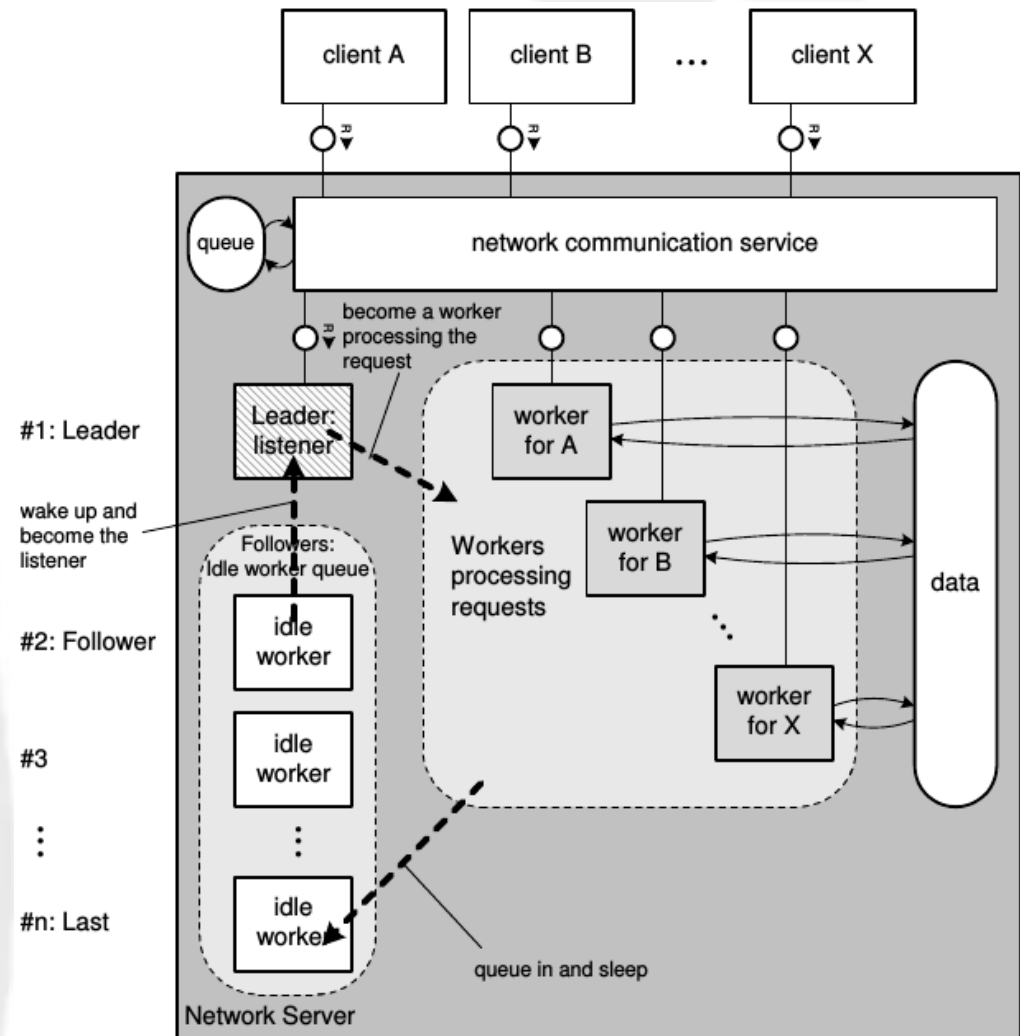 client A
client B
...
client X
R
R
R
queue
network communication service
R
become a worker
processing the
request
#1: Leader
Leader:
listener
worker
for A
wake up and
become the
listener
Followers:
Idle worker queue
worker
for B
Workers
processing
requests
data
#2: Follower
idle
worker
worker
for X
#3
idle
worker
#n: Last
idle
worker
queue in and sleep
Network Server